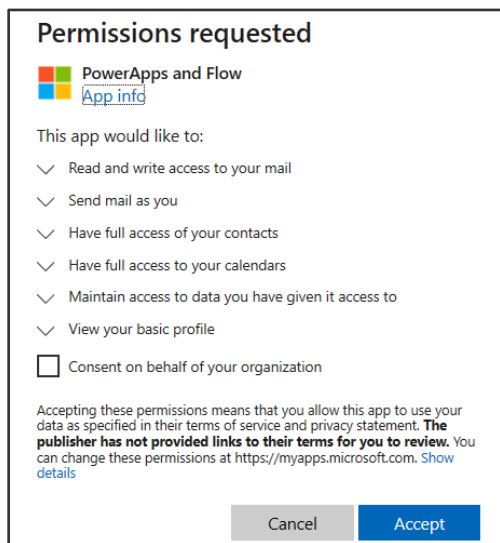 Permissions requested
PowerApps and Flow
App info
This app would like to:
Read and write access to your mail
Send mail as you
Have full access of your contacts
Have full access to your calendars
Maintain access to data you have given it access to
View your basic profile
Consent on behalf of your organization
Accepting these permissions means that you allow this app to use your
data as specified in their terms of service and privacy statement. The
publisher has not provided links to their terms for you to review. You
can change these permissions at https://myapps.microsoft.com. Show
details
Cancel
Accept